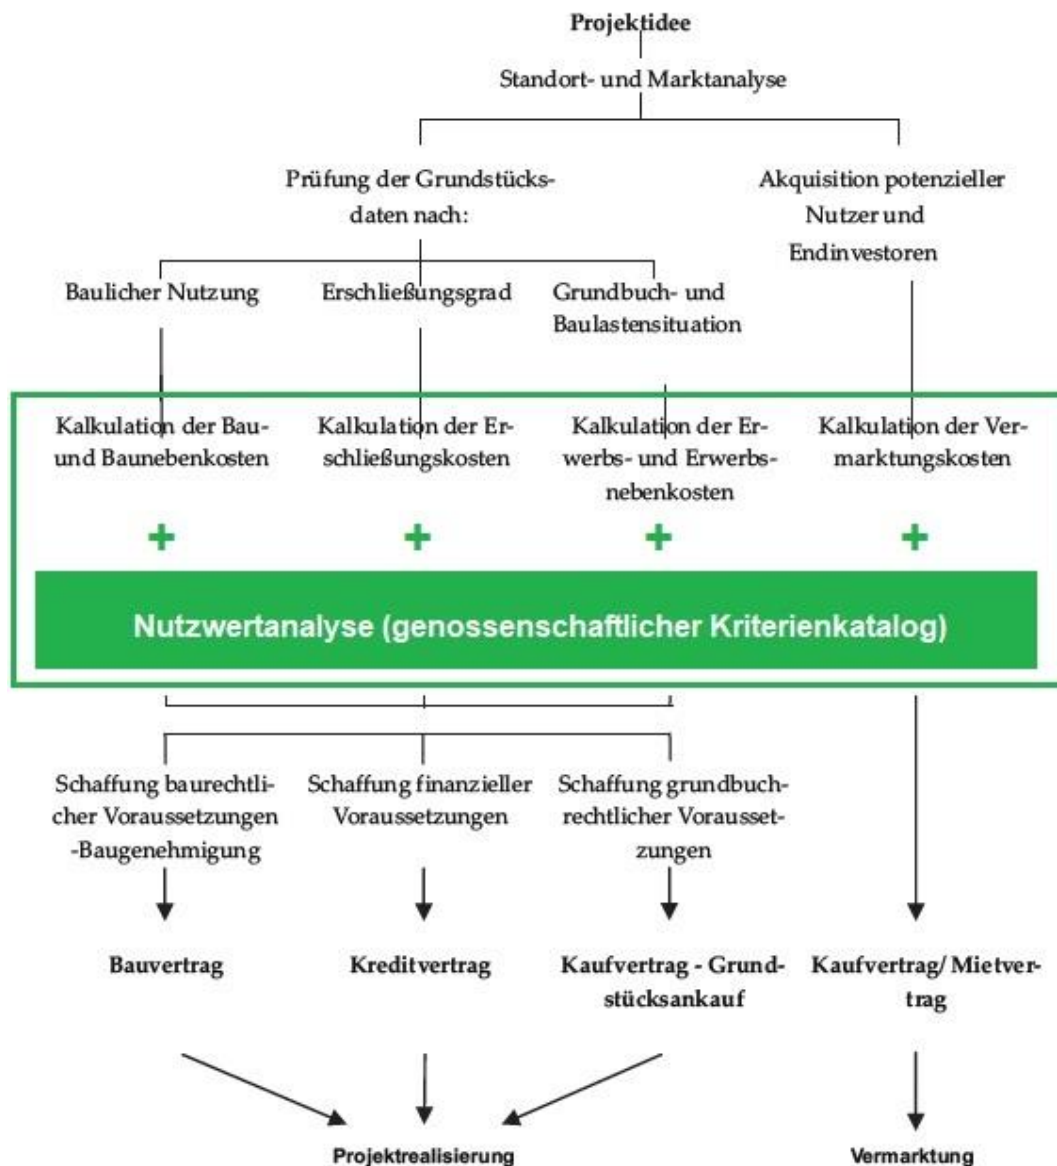 Projektidee
Standort- und Marktanalyse
Prüfung der Grundstücks-
daten nach:
Akquisition potenzieller
Nutzer und
Endinvestoren
Baulicher Nutzung
Erschließungsgrad
Grundbuch- und
Baulastensituation
Kalkulation der Bau-
und Baunebenkosten
Kalkulation der Er-
schließungskosten
Kalkulation der Er-
werbs- und Erwerbs-
nebenkosten
Kalkulation der Ver-
marktungskosten
+
+
+
+
Nutzwertanalyse (genossenschaftlicher Kriterienkatalog)
Schaffung baurechtli-
cher Voraussetzungen
-Baugenehmigung
Schaffung finanzieller
Voraussetzungen
Schaffung grundbuch-
rechtlicher Vorausset-
zungen
Bauvertrag
Kreditvertrag
Kaufvertrag - Grund-
stücksankauf
Kaufvertrag/ Mietver-
trag
Projektrealisierung
Vermarktung